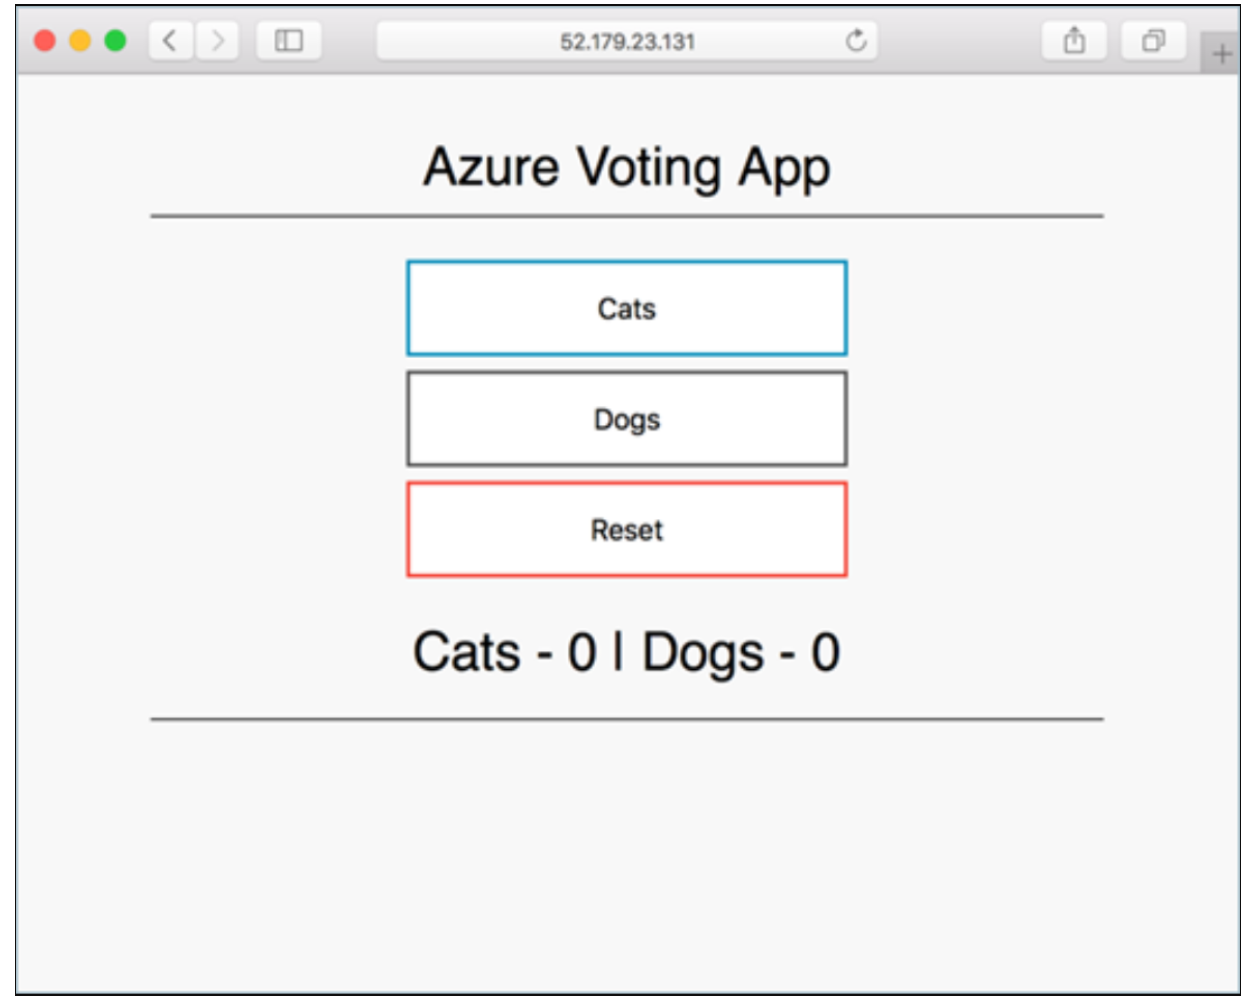 52.179.23.131
Azure Voting App
Cats
Dogs
Reset
Cats - 0 | Dogs - 0